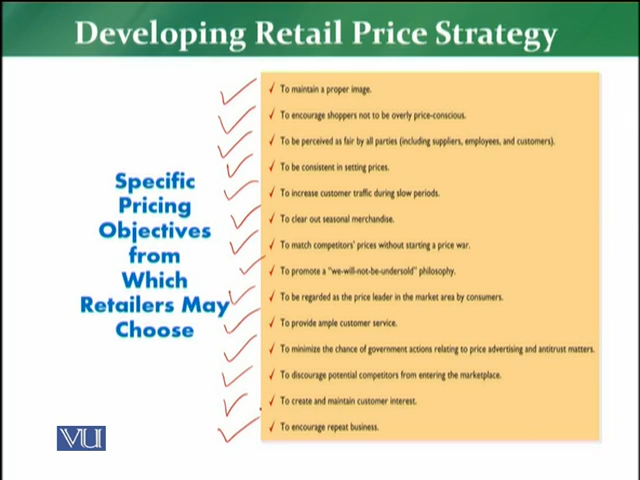 Developing Retail Price Strategy
Specific
Pricing
Objectives
from
Which
Retailers May
Choose
To maintain a proper image.
To encourage shoppers not to be overly price-conscious.
To be perceived as fair by all parties (including suppliers, employees, and customers).
To be consistent in setting prices.
To increase customer traffic during slow periods.
To clear out seasonal merchandise.
To match competitors' prices without starting a price war.
To promote a "we-will-not-be-undersold" philosophy.
To be regarded as the price leader in the market area by consumers.
To provide ample customer service.
To minimize the chance of government actions relating to price advertising and antitrust matters.
To discourage potential competitors from entering the marketplace.
To create and maintain customer interest.
To encourage repeat business.
VU